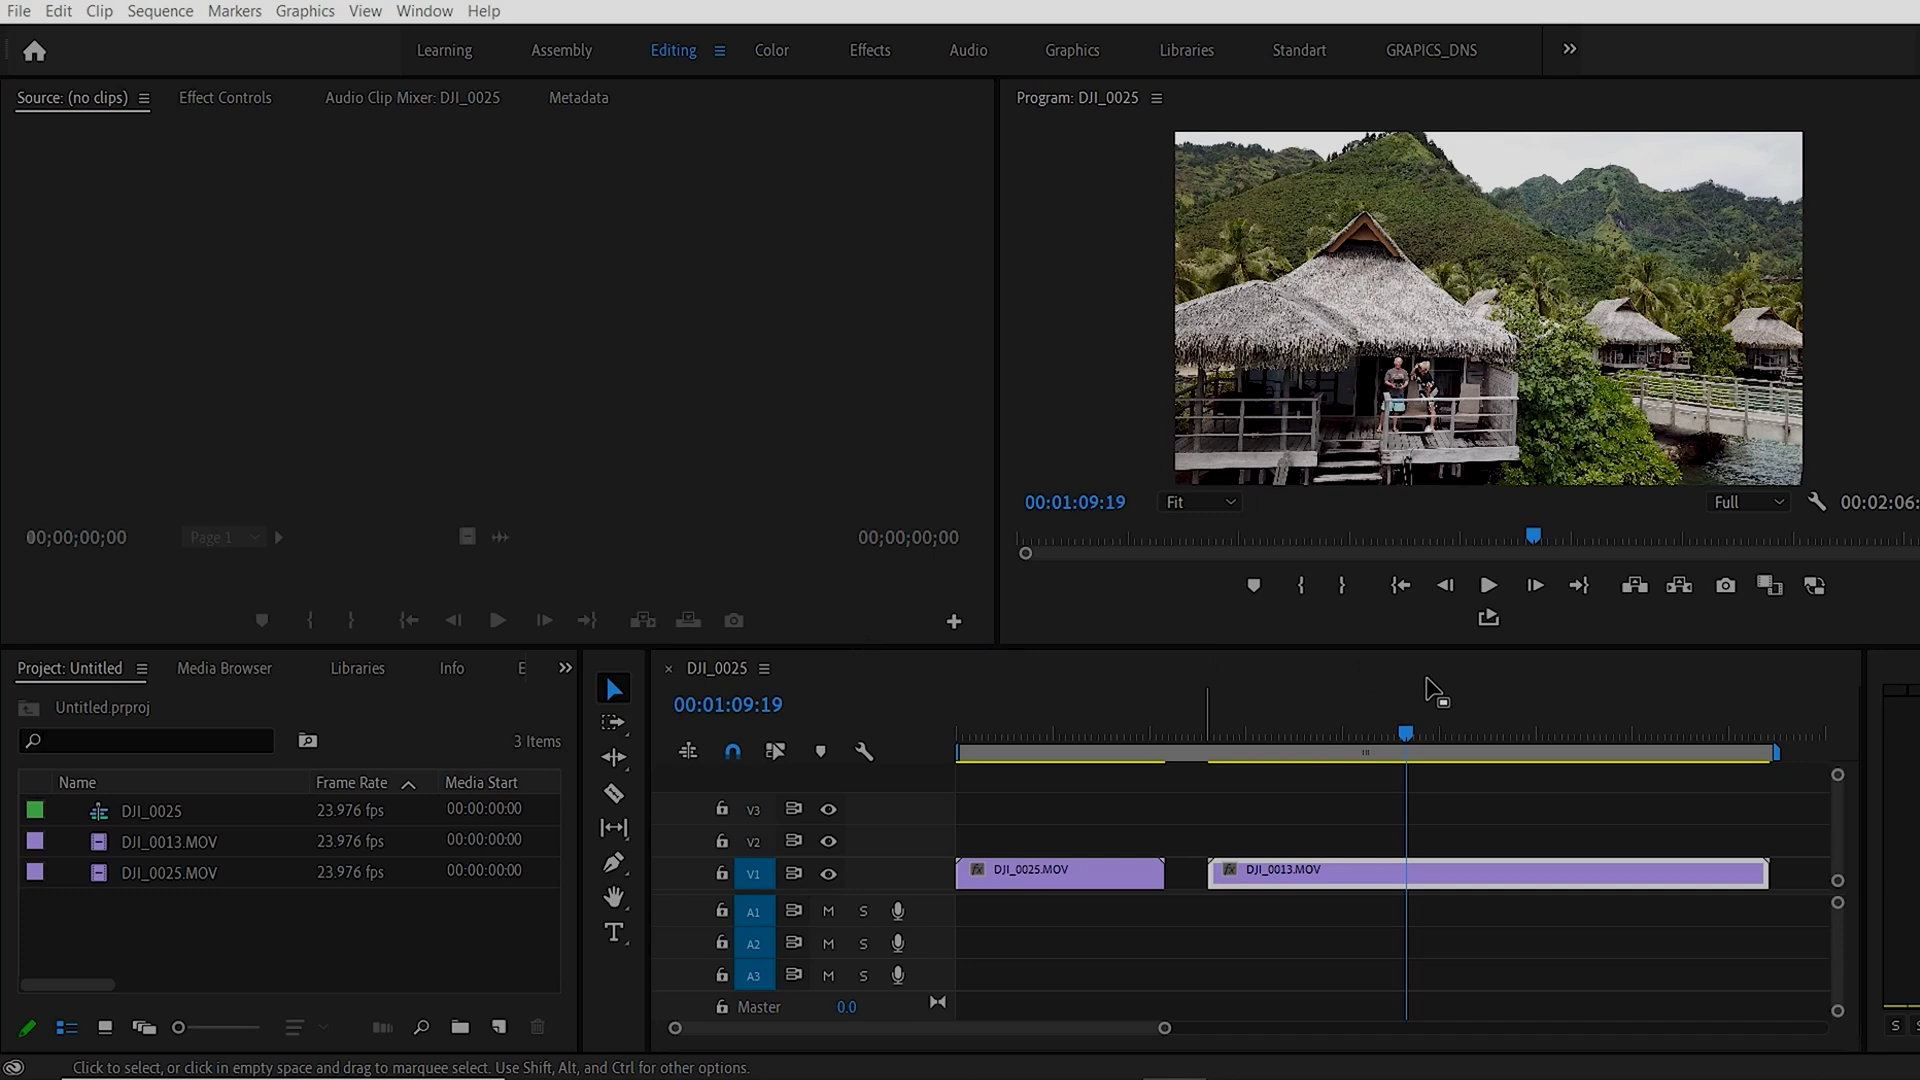 File Edit Clip Sequence Markers Graphics View Window Help
Learning Assembly Editing Color Effects Audio Graphics Libraries Standart GRAPICS_DNS
Source: (no clips) Effect Controls Audio Clip Mixer: DJI_0025 Metadata
Program: DJI_0025
00:01:09:19 Fit Full 00:02:06:
00;00;00;00 Page 1 00;00;00;00
Project: Untitled Media Browser Libraries Info E
DJI_0025
Untitled.prproj
00:01:09:19
3 Items
Name Frame Rate Media Start
DJI_0025 23.976 fps 00:00:00:00
DJI_0013.MOV 23.976 fps 00:00:00:00
DJI_0025.MOV 23.976 fps 00:00:00:00
V3
V2
V1 DJI_0025.MOV DJI_0013.MOV
A1 M S
A2 M S
A3 M S
Master 0.0
S S
Click to select, or click in empty space and drag to marquee select. Use Shift, Alt, and Ctrl for other options.